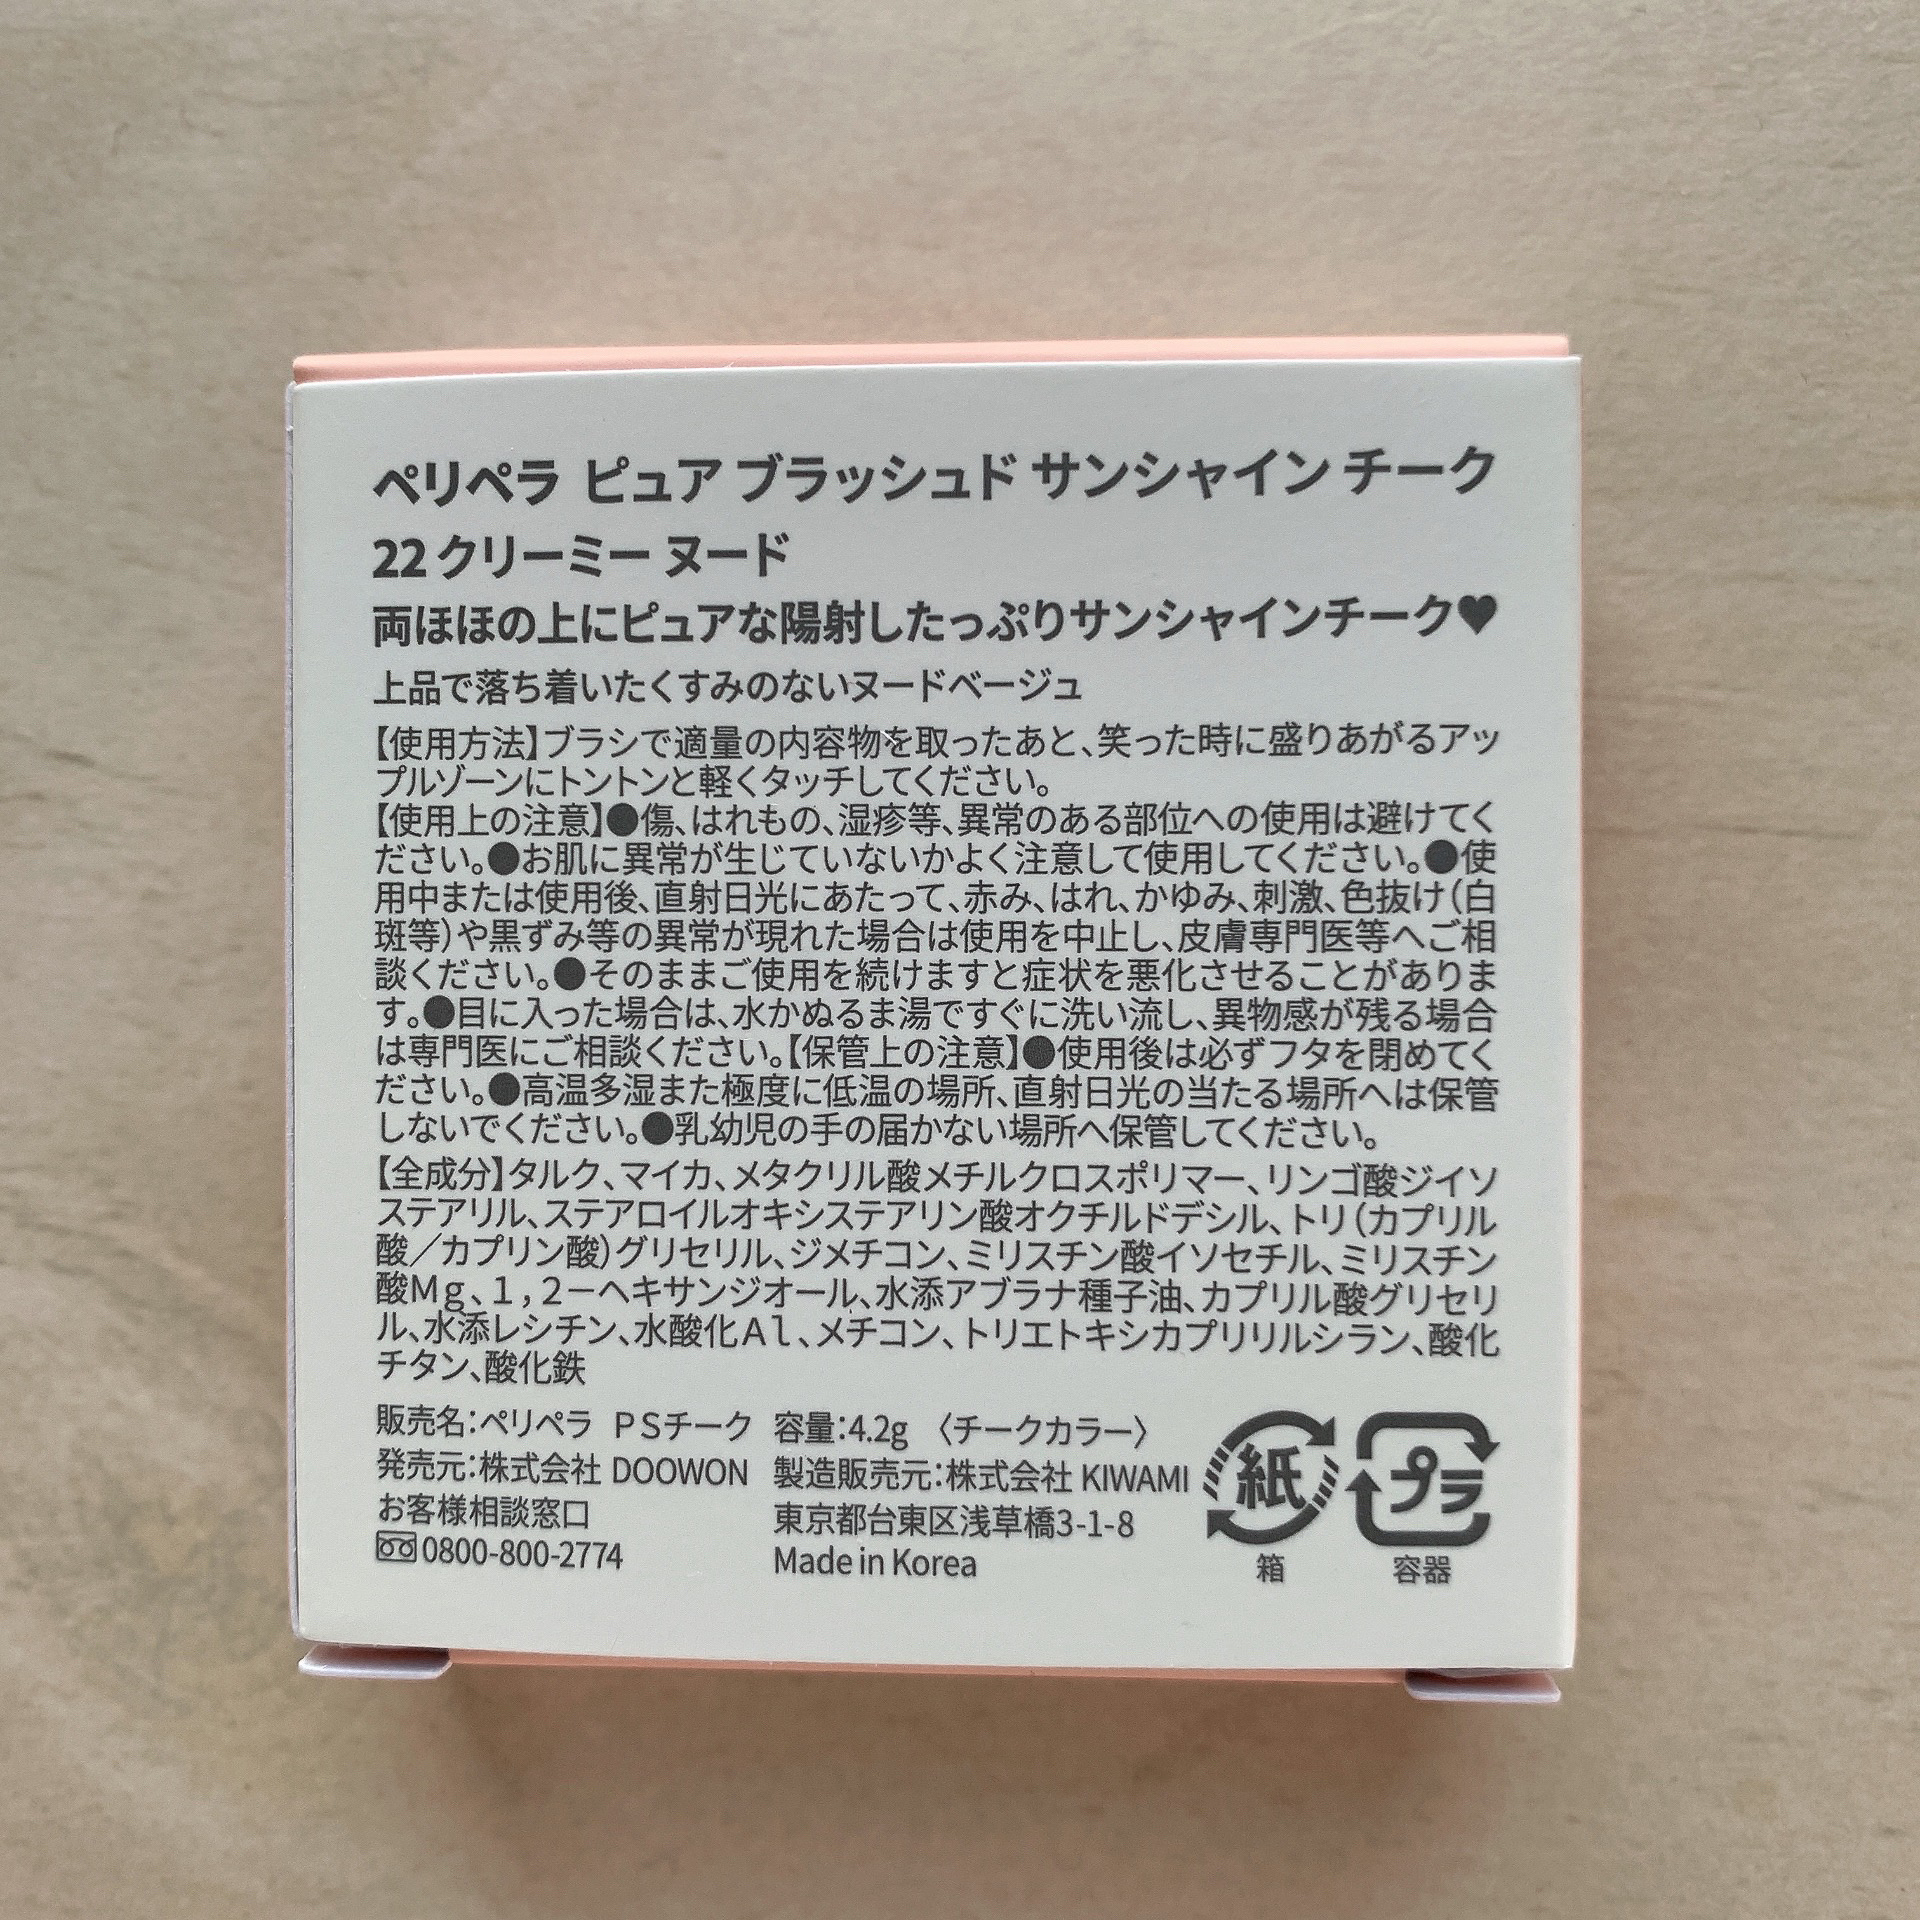 ペリペラ ピュア ブラッシュド サンシャイン チーク
22 クリーミー ヌード
両ほほの上にピュアな陽射したっぷりサンシャインチーク♥
上品で落ち着いたくすみのないヌードベージュ
【使用方法】ブラシで適量の内容物を取ったあと、笑った時に盛りあがるアッ
プルゾーンにトントンと軽くタッチしてください。
【使用上の注意】●傷、はれもの、湿疹等、異常のある部位への使用は避けてく
ださい。●お肌に異常が生じていないかよく注意して使用してください。●使
用中または使用後、直射日光にあたって、赤み、はれ、かゆみ、刺激、色抜け（白
斑等）や黒ずみ等の異常が現れた場合は使用を中止し、皮膚専門医等へご相
談ください。●そのままご使用を続けますと症状を悪化させることがありま
す。●目に入った場合は、水かぬるま湯ですぐに洗い流し、異物感が残る場合
は専門医にご相談ください。【保管上の注意】●使用後は必ずフタを閉めてく
ださい。●高温多湿また極度に低温の場所、直射日光の当たる場所へは保管
しないでください。●乳幼児の手の届かない場所へ保管してください。
【全成分】タルク、マイカ、メタクリル酸メチルクロスポリマー、リンゴ酸ジイソ
ステアリル、ステアロイルオキシステアリン酸オクチルドデシル、トリ（カプリル
酸／カプリン酸）グリセリル、ジメチコン、ミリスチン酸イソセチル、ミリスチン
酸Ｍｇ、１，２－ヘキサンジオール、水添アブラナ種子油、カプリル酸グリセリ
ル、水添レシチン、水酸化Ａｌ、メチコン、トリエトキシカプリリルシラン、酸化
チタン、酸化鉄
販売名：ペリペラ ＰＳチーク 容量：4.2g 〈チークカラー〉
発売元：株式会社 DOOWON 製造販売元：株式会社 KIWAMI
お客様相談窓口 東京都台東区浅草橋3-1-8
0800-800-2774 Made in Korea
紙 プラ
箱 容器